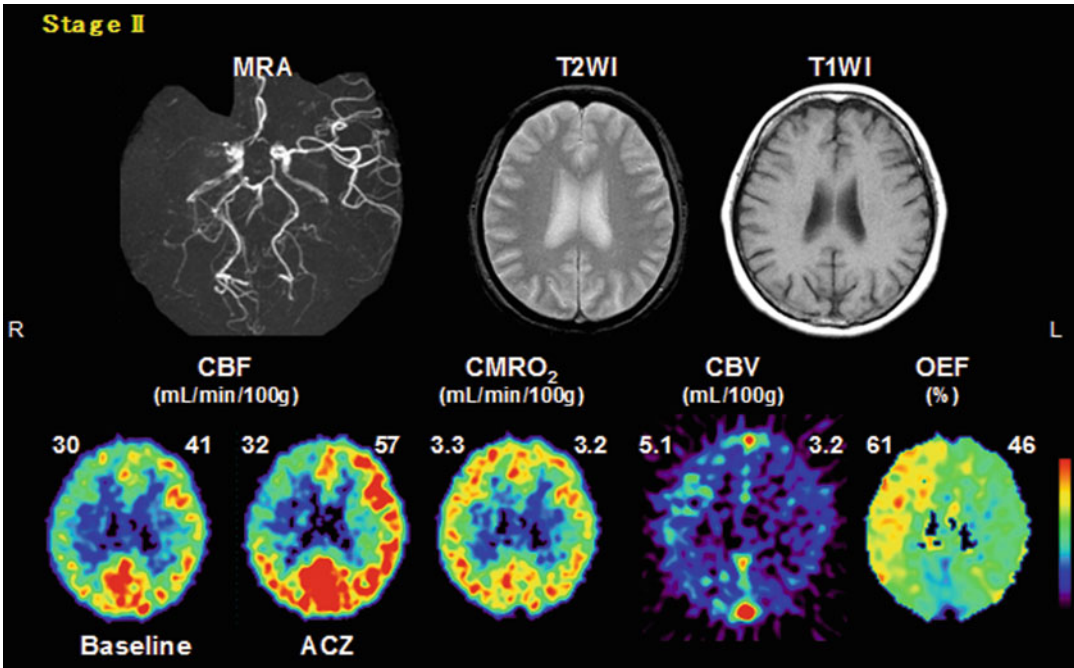 Stage Ⅱ
MRA
T2WI
T1WI
R
L
CBF
(mL/min/100g)
CMRO₂
(mL/min/100g)
CBV
(mL/100g)
OEF
(%)
30 41
32 57
3.3 3.2
5.1 3.2
61 46
Baseline
ACZ